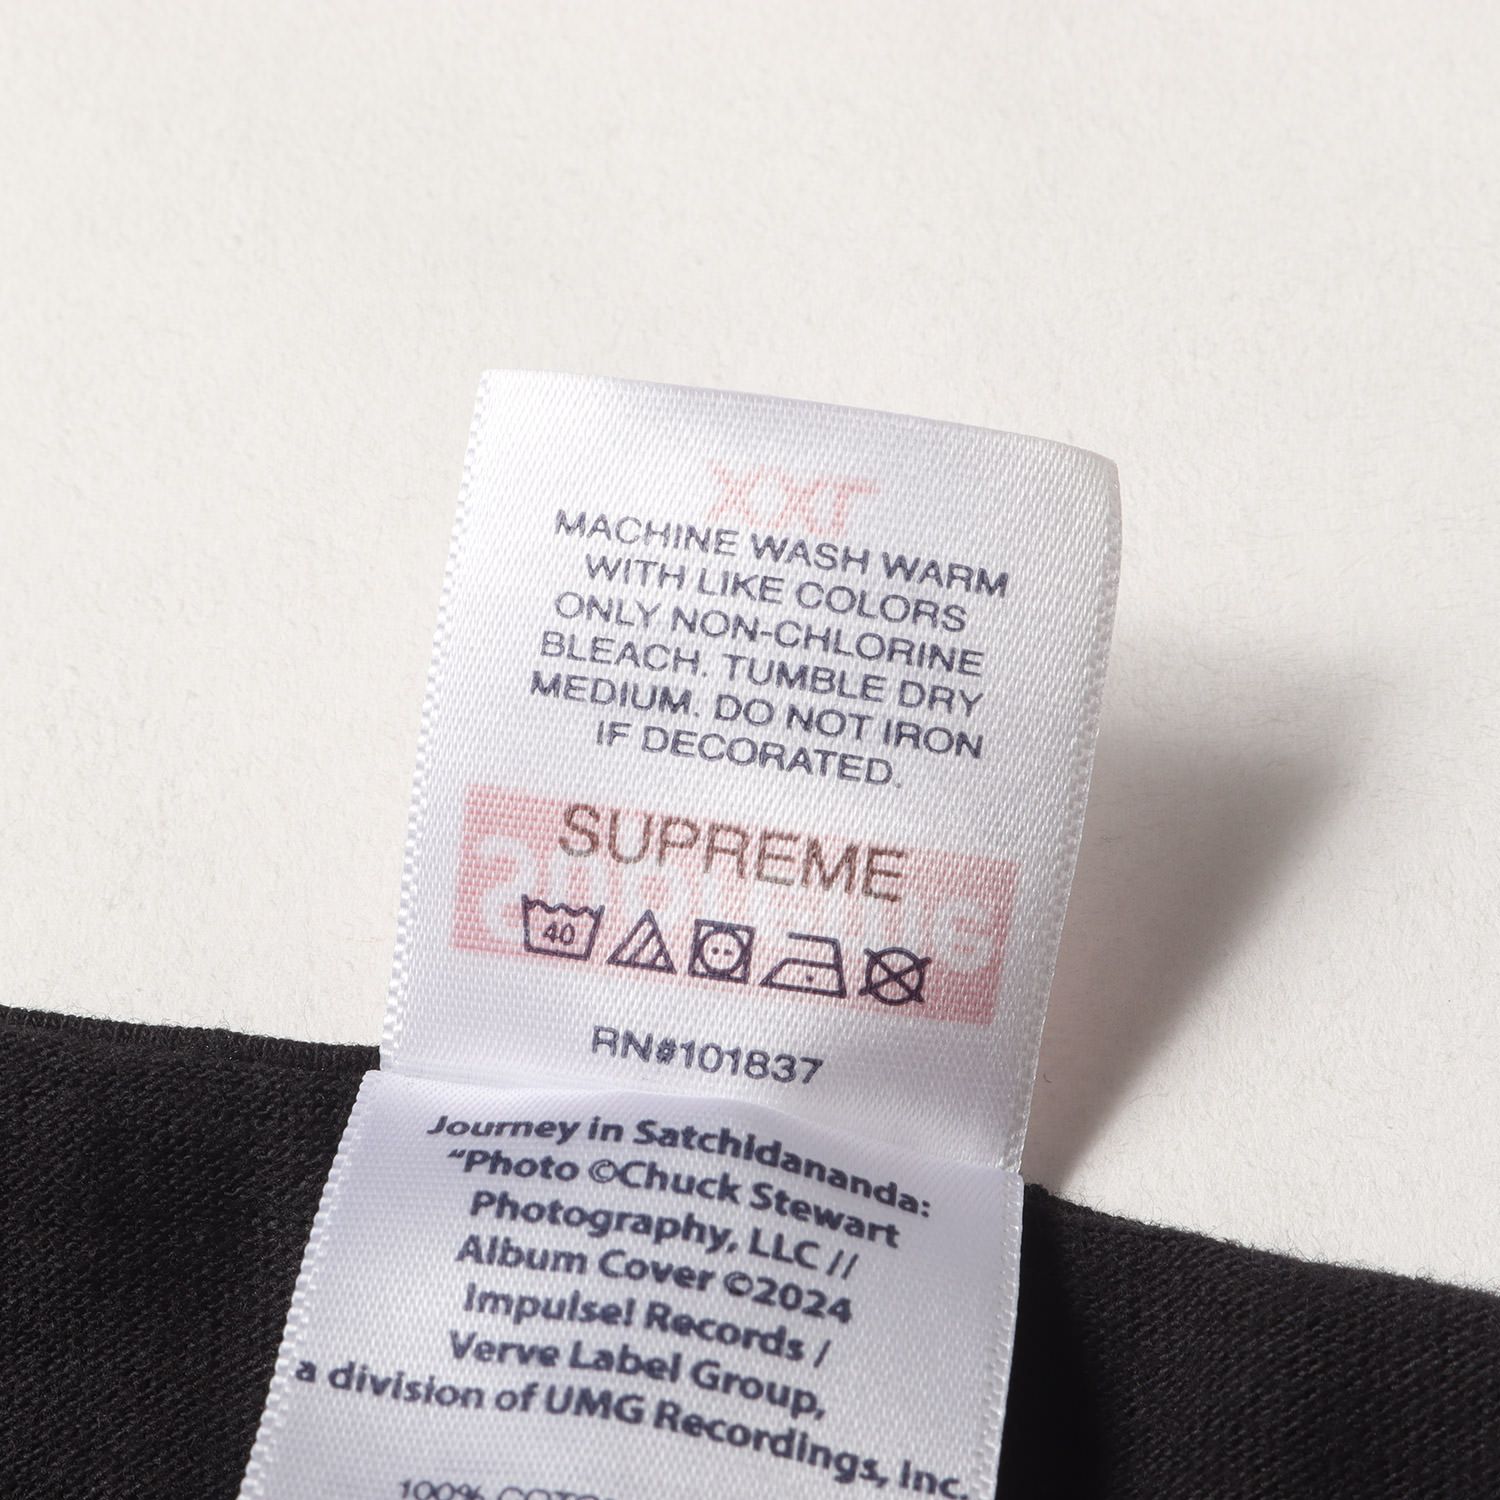 MACHINE WASH WARM
WITH LIKE COLORS
ONLY NON-CHLORINE
BLEACH. TUMBLE DRY
MEDIUM. DO NOT IRON
IF DECORATED.
SUPREME
40
RN#101837
Journey in Satchidananda:
“Photo ©Chuck Stewart
Photography, LLC //
Album Cover ©2024
Impulse! Records /
Verve Label Group,
a division of UMG Recordings, Inc.
100%